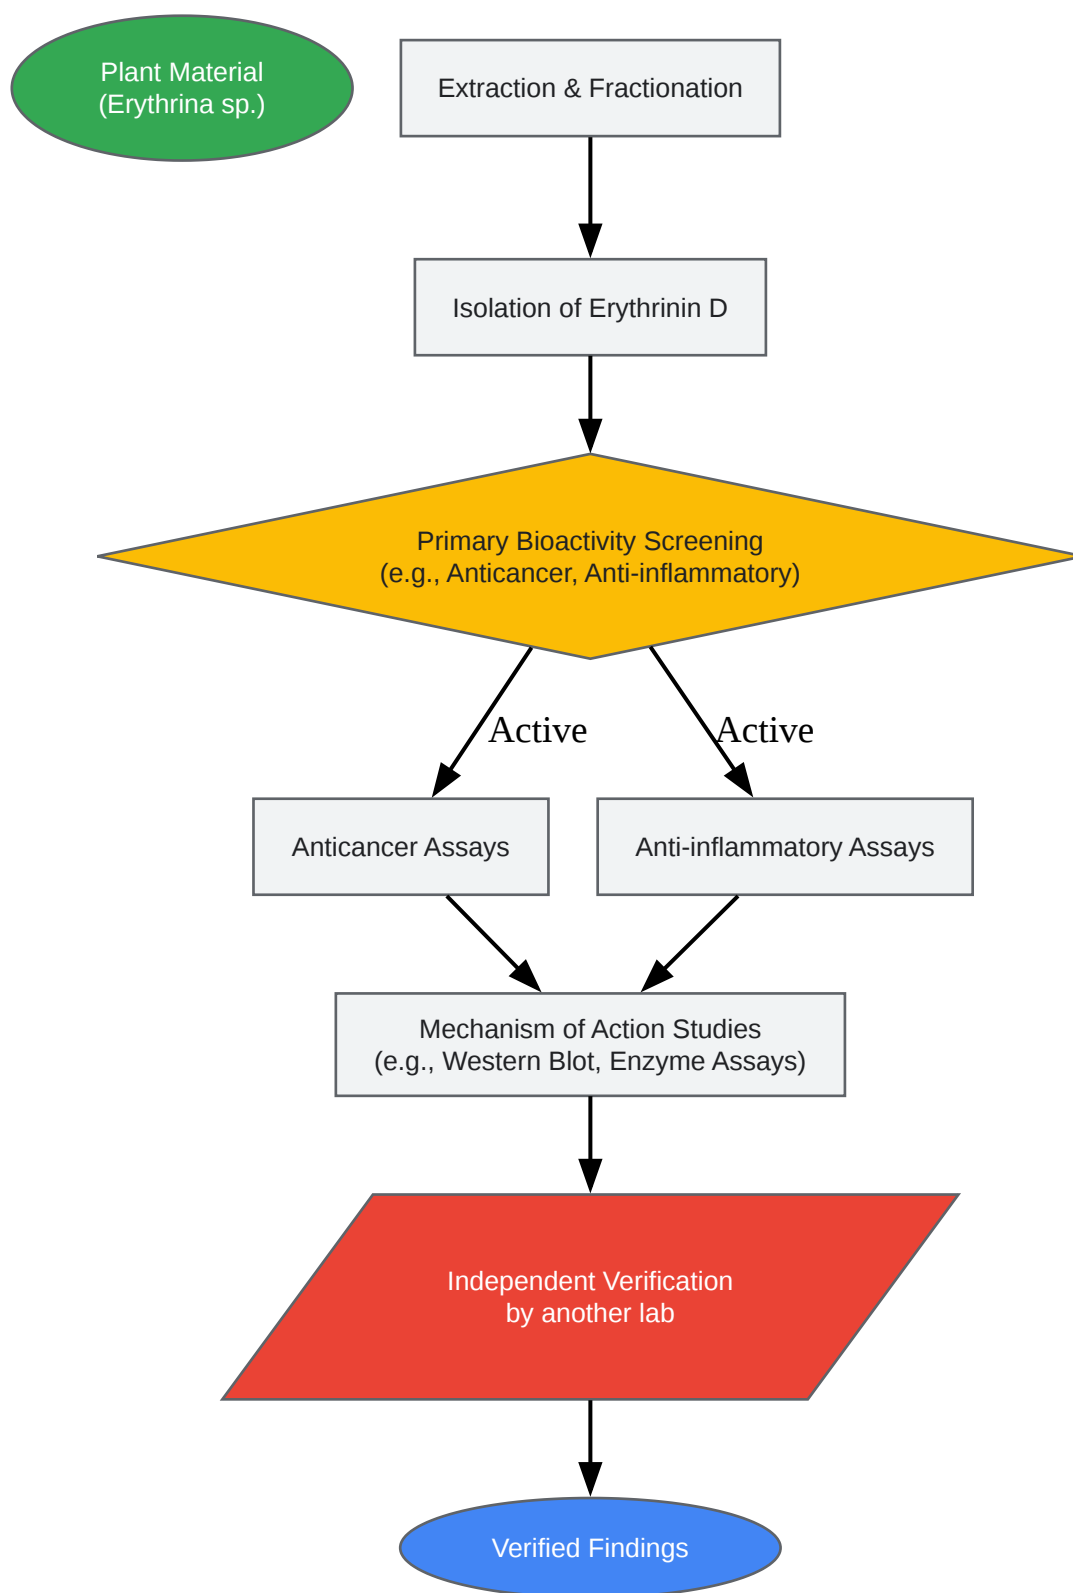 Plant Material
(Erythrina sp.)
Extraction & Fractionation
Isolation of Erythrinin D
Primary Bioactivity Screening
(e.g., Anticancer, Anti-inflammatory)
Active
Active
Anticancer Assays
Anti-inflammatory Assays
Mechanism of Action Studies
(e.g., Western Blot, Enzyme Assays)
Independent Verification
by another lab
Verified Findings